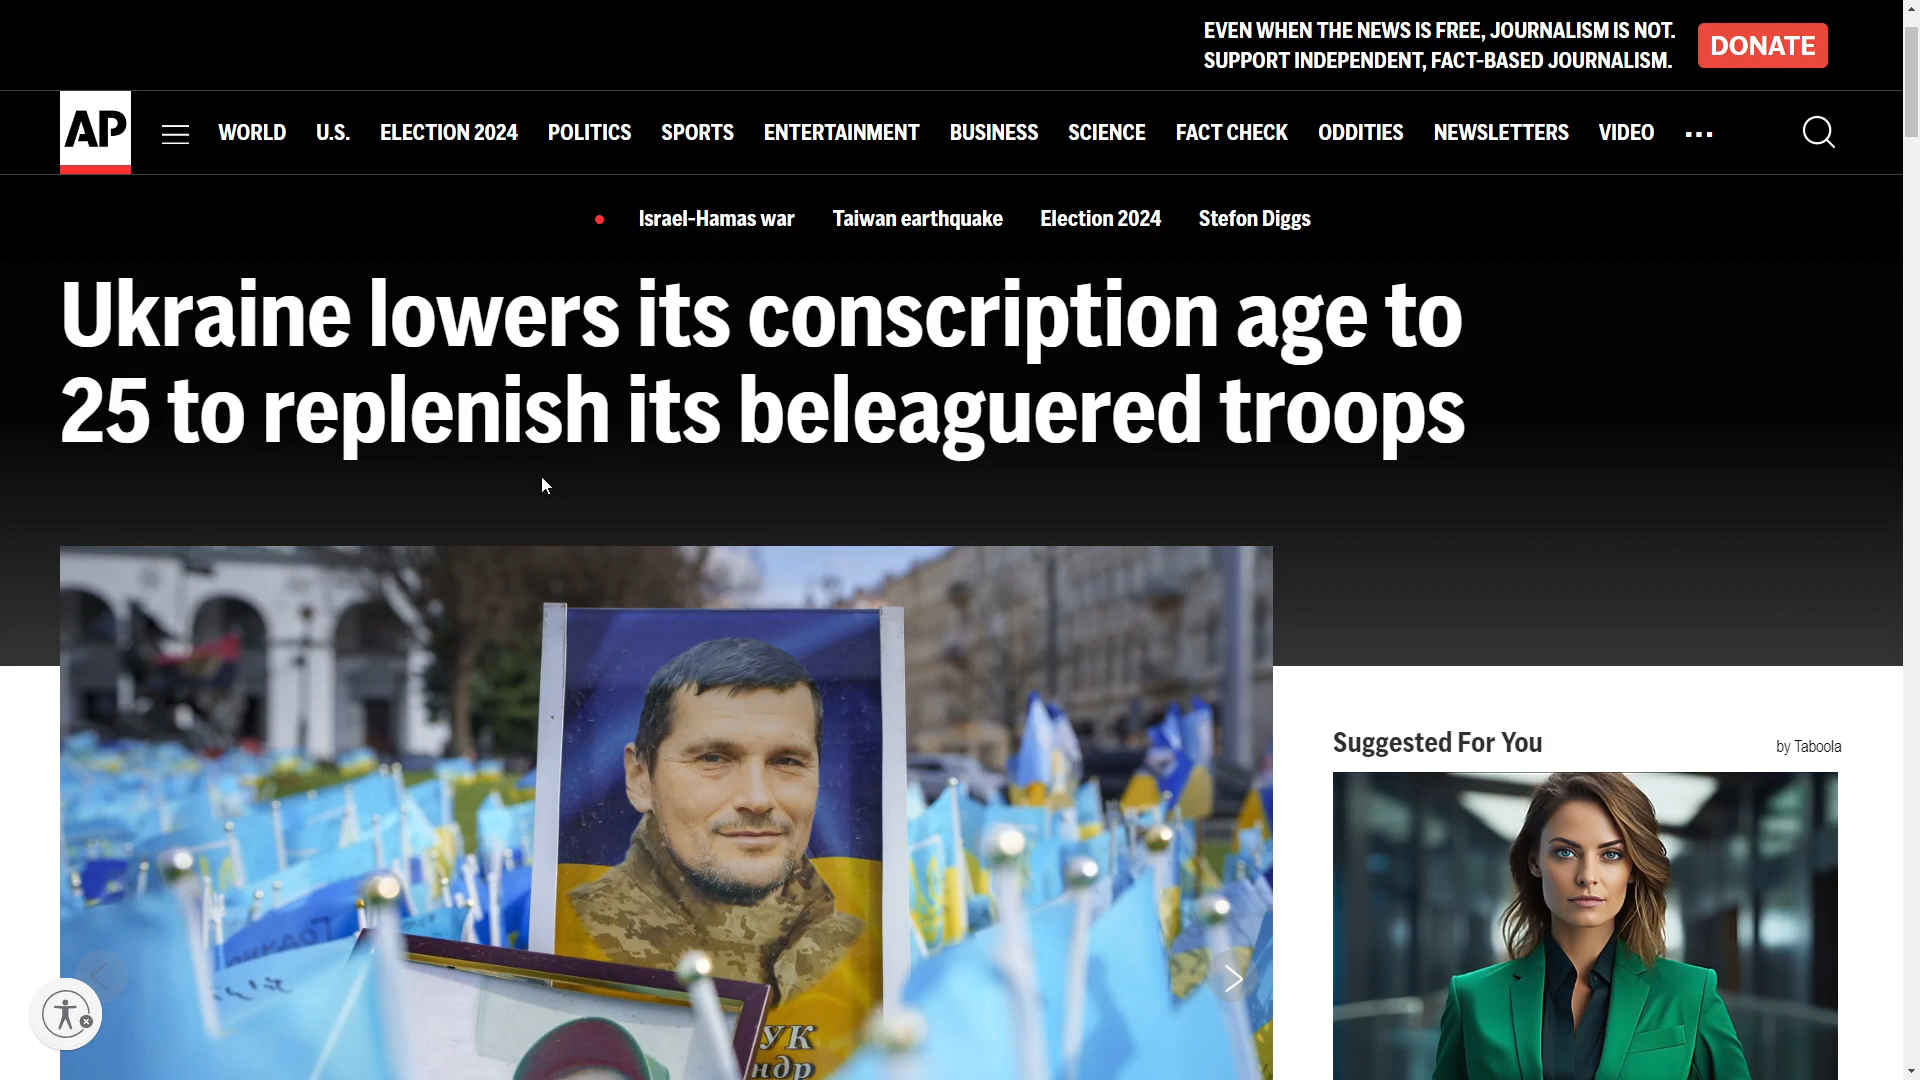 EVEN WHEN THE NEWS IS FREE, JOURNALISM IS NOT.
SUPPORT INDEPENDENT, FACT-BASED JOURNALISM.
DONATE
AP
WORLD U.S. ELECTION 2024 POLITICS SPORTS ENTERTAINMENT BUSINESS SCIENCE FACT CHECK ODDITIES NEWSLETTERS VIDEO ...
Israel-Hamas war Taiwan earthquake Election 2024 Stefon Diggs
Ukraine lowers its conscription age to
25 to replenish its beleaguered troops
Suggested For You
by Taboola
УК
ндр